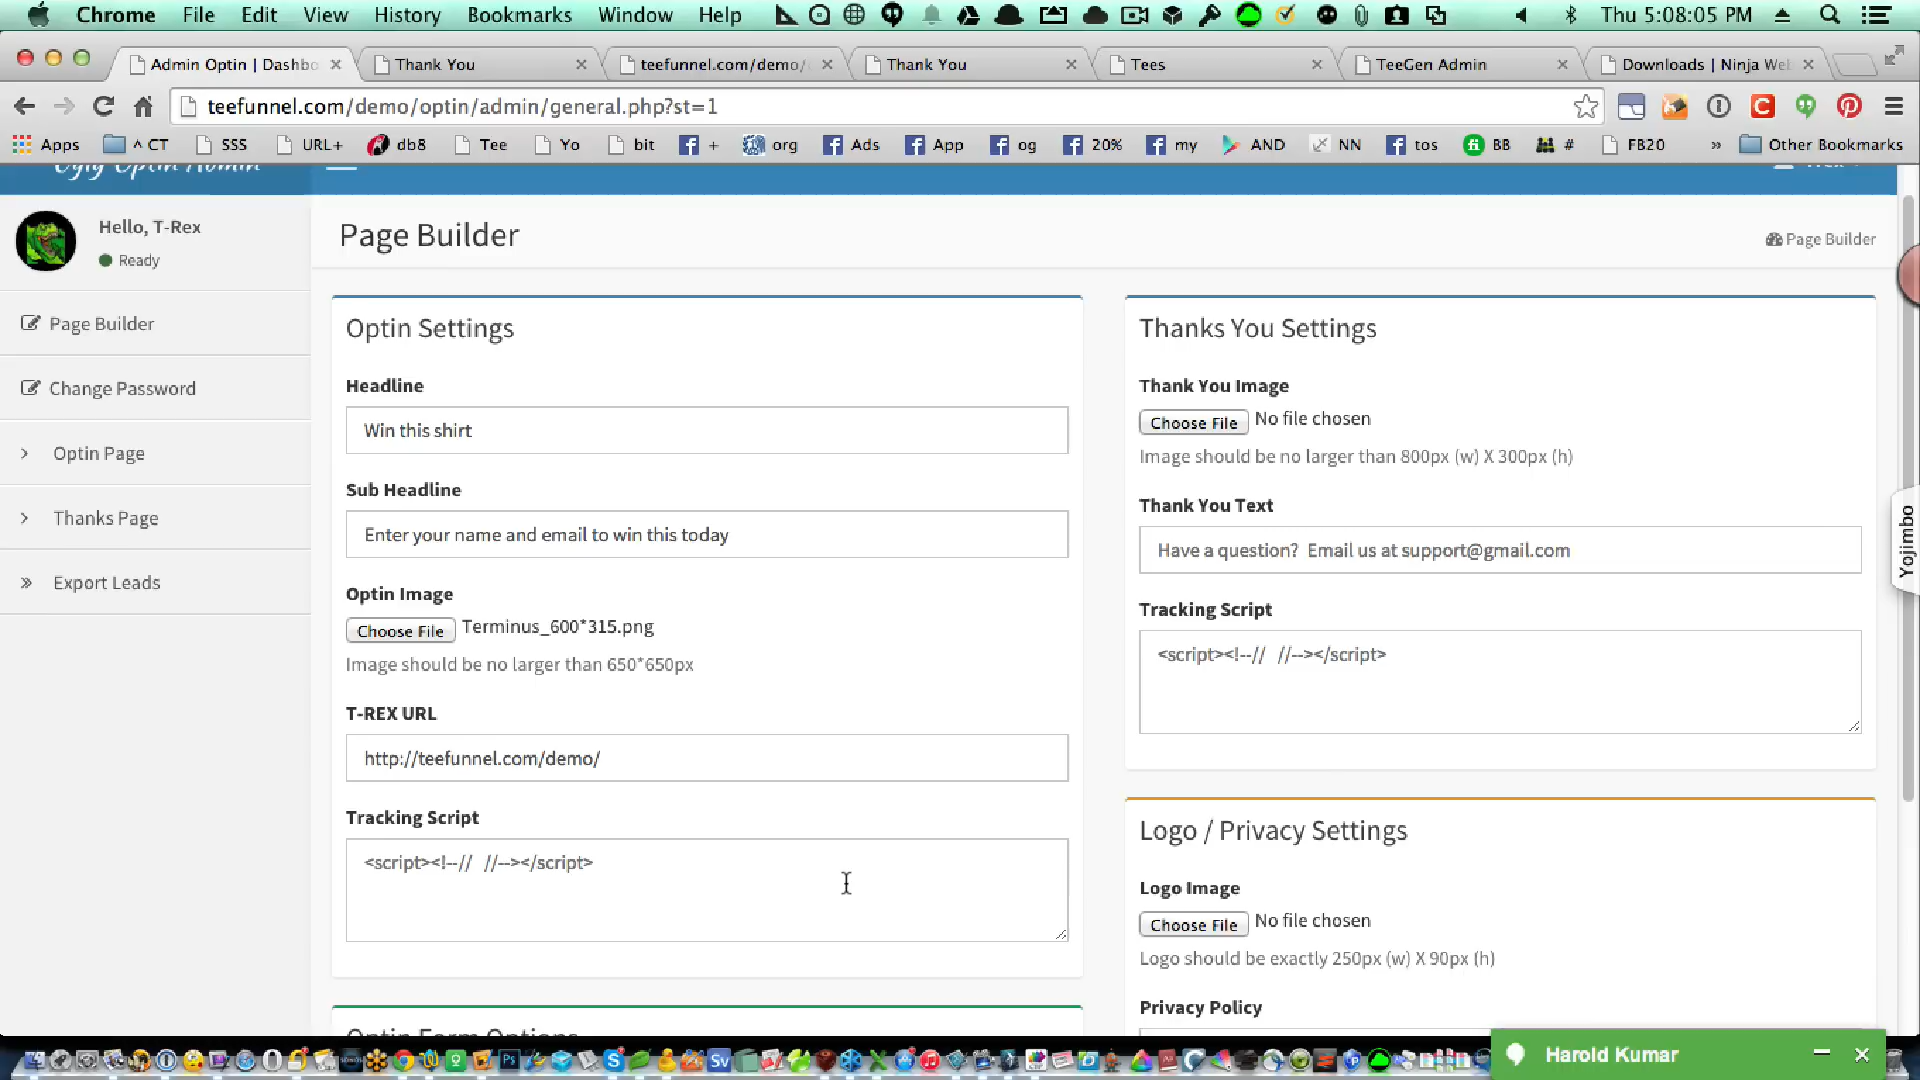 Chrome File Edit View History Bookmarks Window Help Thu 5:08:05 PM
Admin Optin | Dashbo Thank You teefunnel.com/demo/ Thank You Tees TeeGen Admin Downloads | Ninja We
teefunnel.com/demo/optin/admin/general.php?st=1
Apps ^ CT SSS URL+ db8 Tee Yo bit + org Ads App og 20% my AND NN tos BB # FB20 » Other Bookmarks
Ugly Optin Admin
Hello, T-Rex
Ready
Page Builder
Change Password
Optin Page
Thanks Page
Export Leads
Page Builder
Page Builder
Optin Settings
Headline
Win this shirt
Sub Headline
Enter your name and email to win this today
Optin Image
Choose File Terminus_600*315.png
Image should be no larger than 650*650px
T-REX URL
http://teefunnel.com/demo/
Tracking Script
<script><!--// //--></script>
Optin Form Options
Thanks You Settings
Thank You Image
Choose File No file chosen
Image should be no larger than 800px (w) X 300px (h)
Thank You Text
Have a question? Email us at support@gmail.com
Tracking Script
<script><!--// //--></script>
Logo / Privacy Settings
Logo Image
Choose File No file chosen
Logo should be exactly 250px (w) X 90px (h)
Privacy Policy
Yojimbo
Harold Kumar